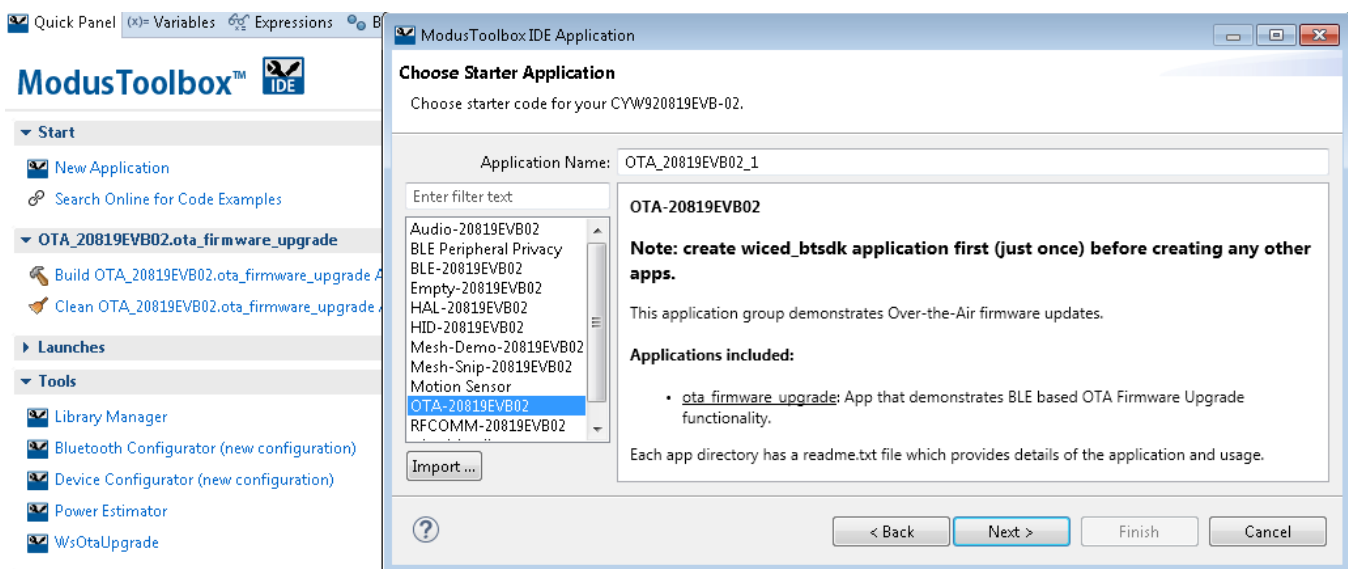 Quick Panel (x)= Variables Expressions B
ModusToolbox™ IDE
Start
New Application
Search Online for Code Examples
OTA_20819EVB02.ota_firmware_upgrade
Build OTA_20819EVB02.ota_firmware_upgrade A
Clean OTA_20819EVB02.ota_firmware_upgrade
Launches
Tools
Library Manager
Bluetooth Configurator (new configuration)
Device Configurator (new configuration)
Power Estimator
WsOtaUpgrade
ModusToolbox IDE Application
Choose Starter Application
Choose starter code for your CYW920819EVB-02.
Application Name: OTA_20819EVB02_1
Enter filter text
Audio-20819EVB02
BLE Peripheral Privacy
BLE-20819EVB02
Empty-20819EVB02
HAL-20819EVB02
HID-20819EVB02
Mesh-Demo-20819EVB02
Mesh-Snip-20819EVB02
Motion Sensor
OTA-20819EVB02
RFCOMM-20819EVB02
Import ...
OTA-20819EVB02
Note: create wiced_btsdk application first (just once) before creating any other
apps.
This application group demonstrates Over-the-Air firmware updates.
Applications included:
• ota_firmware_upgrade: App that demonstrates BLE based OTA Firmware Upgrade
functionality.
Each app directory has a readme.txt file which provides details of the application and usage.
? < Back Next > Finish Cancel